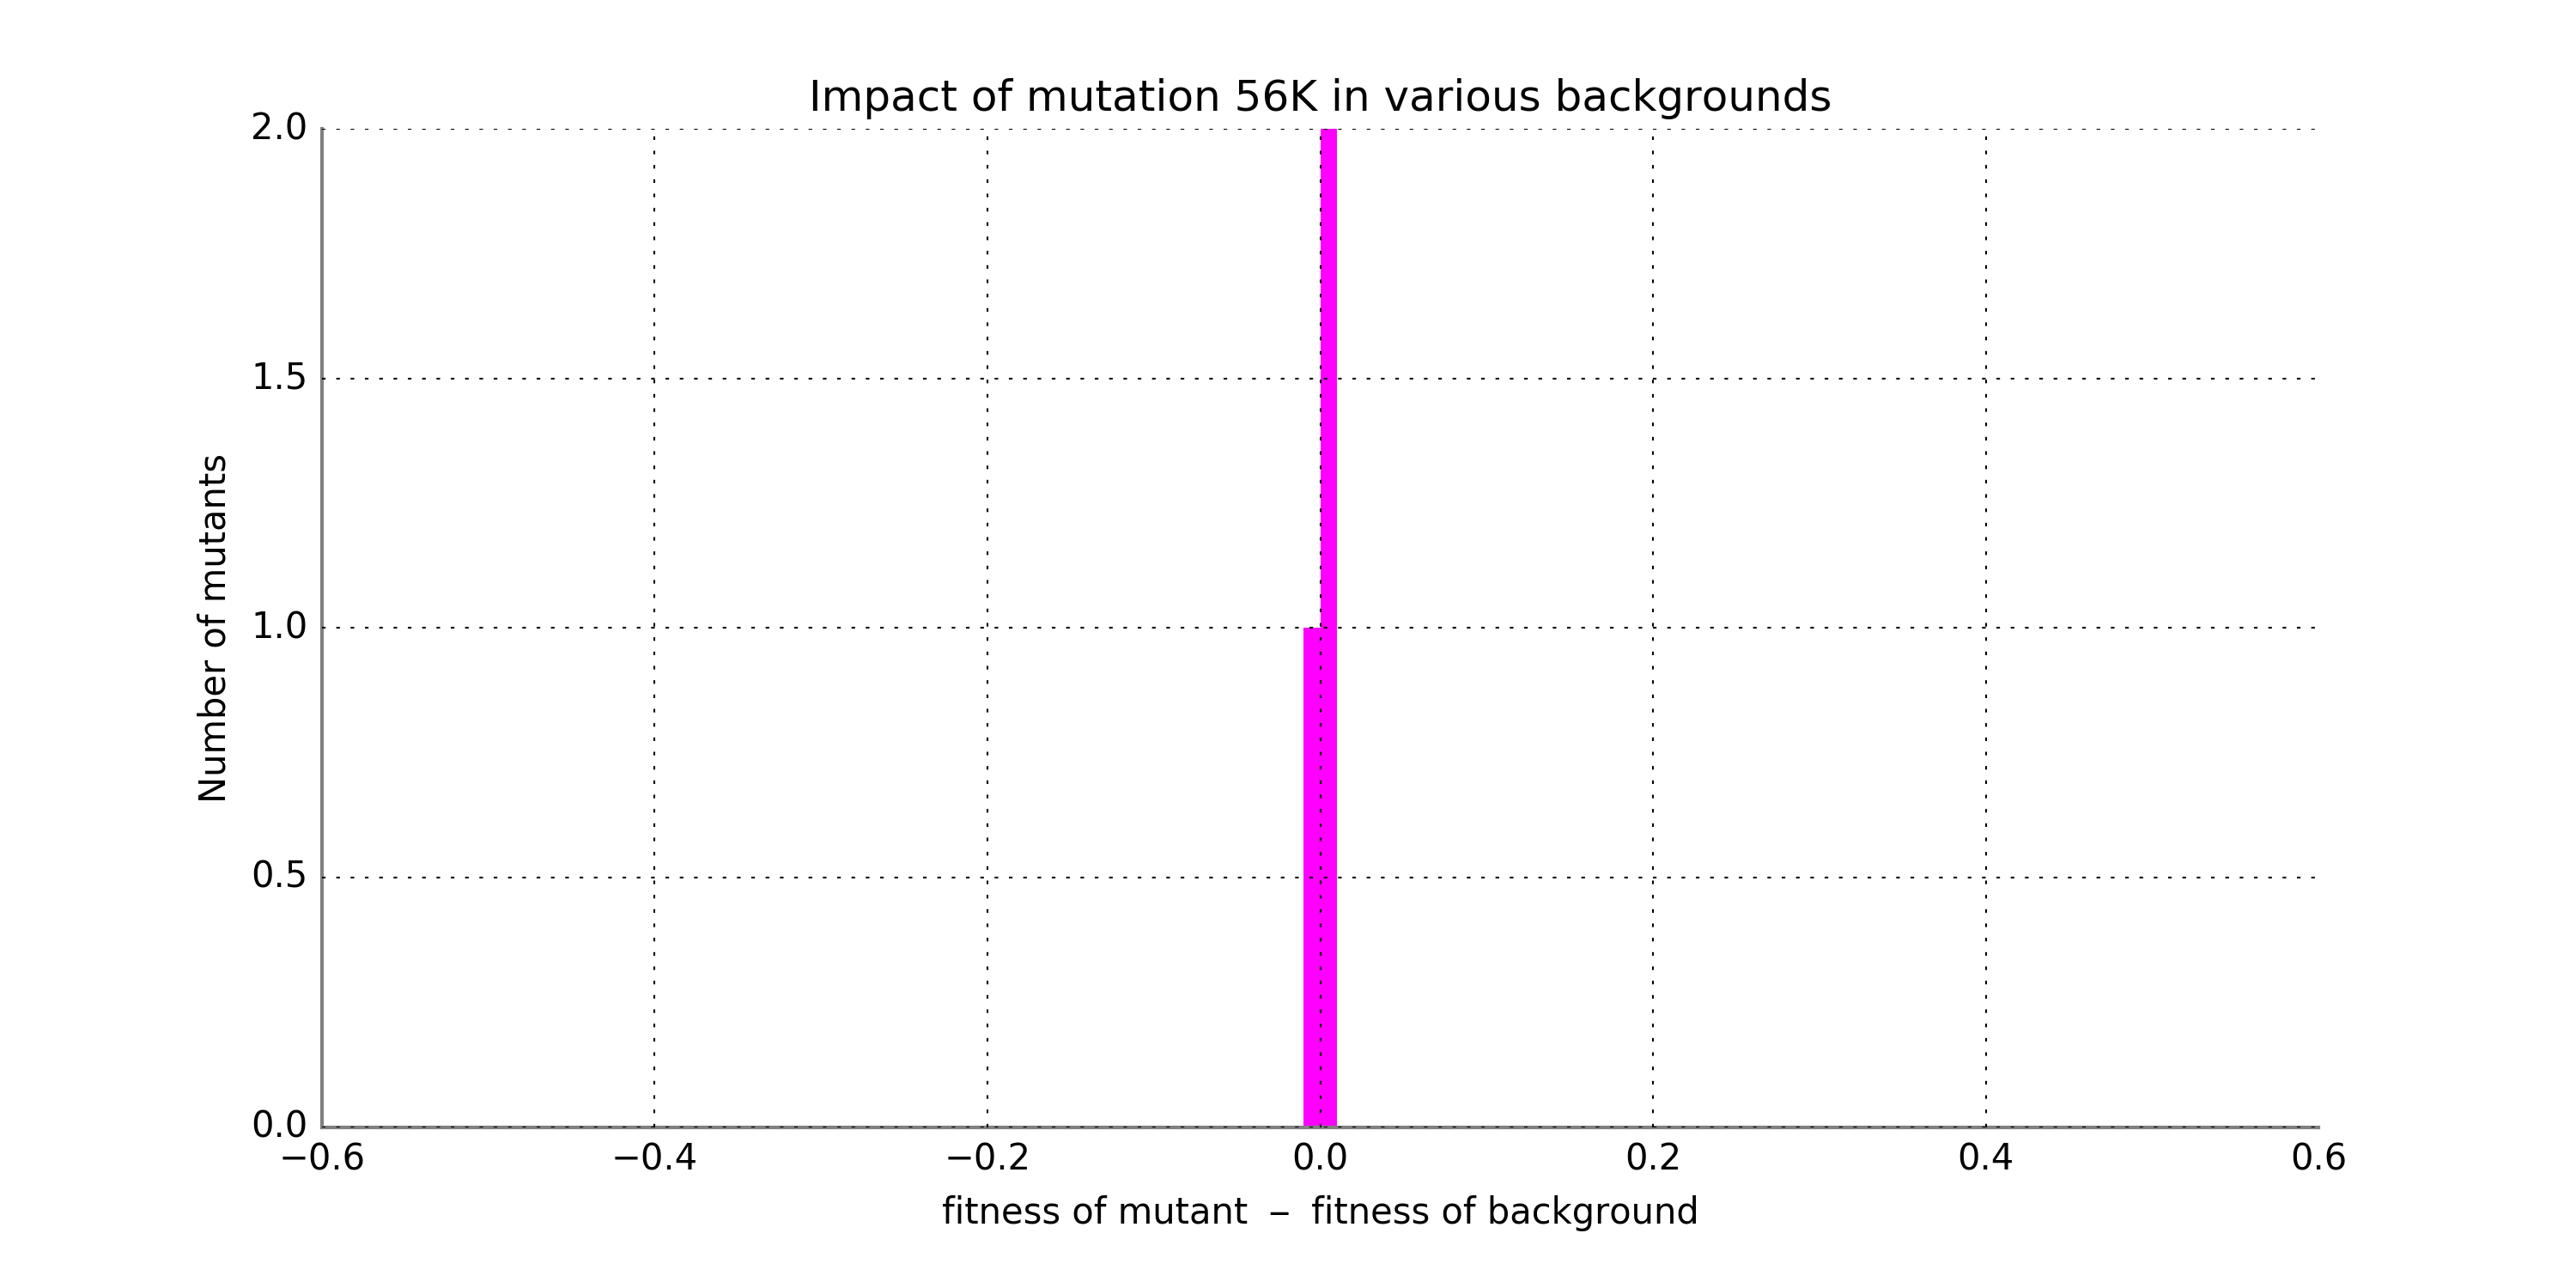 Impact of mutation 56K in various backgrounds
2.0
1.5
1.0
0.5
0.0
Number of mutants
−0.6 −0.4 −0.2 0.0 0.2 0.4 0.6
fitness of mutant − fitness of background